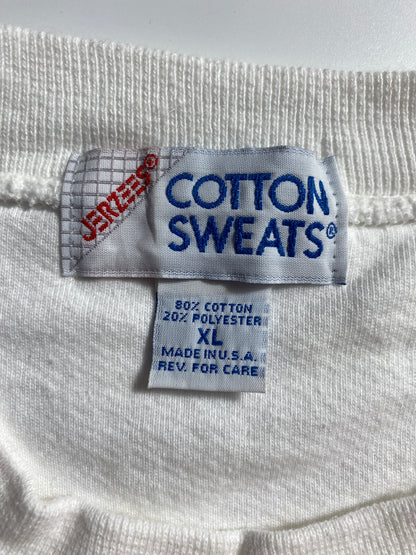 JERZEES®
COTTON
SWEATS®
80% COTTON
20% POLYESTER
XL
MADE IN U.S.A.
REV. FOR CARE